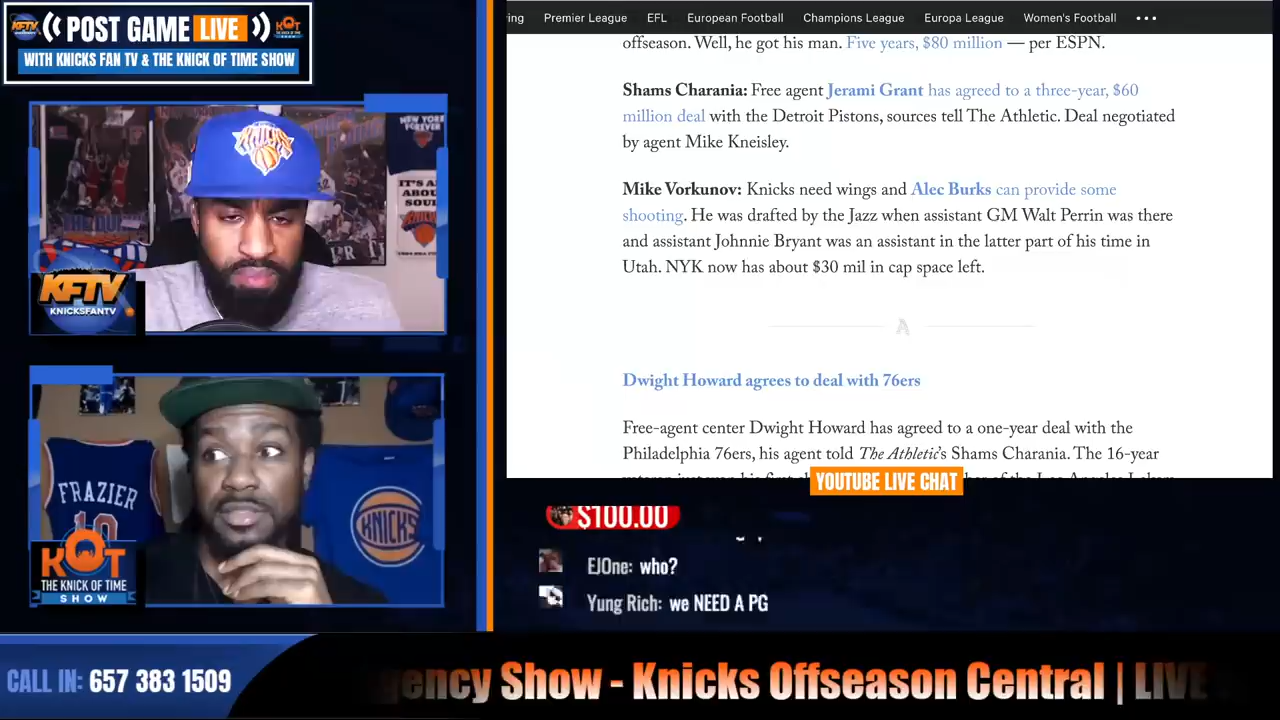 KFTV
POST GAME LIVE
KOT
WITH KNICKS FAN TV & THE KNICK OF TIME SHOW
Premier League
EFL
European Football
Champions League
Europa League
Women's Football
offseason. Well, he got his man. Five years, $80 million — per ESPN.
Shams Charania: Free agent Jerami Grant has agreed to a three-year, $60
million deal with the Detroit Pistons, sources tell The Athletic. Deal negotiated
by agent Mike Kneisley.
Mike Vorkunov: Knicks need wings and Alec Burks can provide some
shooting. He was drafted by the Jazz when assistant GM Walt Perrin was there
and assistant Johnnie Bryant was an assistant in the latter part of his time in
Utah. NYK now has about $30 mil in cap space left.
Dwight Howard agrees to deal with 76ers
Free-agent center Dwight Howard has agreed to a one-year deal with the
Philadelphia 76ers, his agent told The Athletic's Shams Charania. The 16-year
YOUTUBE LIVE CHAT
$100.00
EJOne: who?
Yung Rich: we NEED A PG
KNICKS
NEW YORK
FOREVER
KFTV
KNICKSFANTV
FRAZIER
10
KNICKS
KOT
THE KNICK OF TIME
SHOW
CALL IN: 657 383 1509
gency Show - Knicks Offseason Central | LIVE